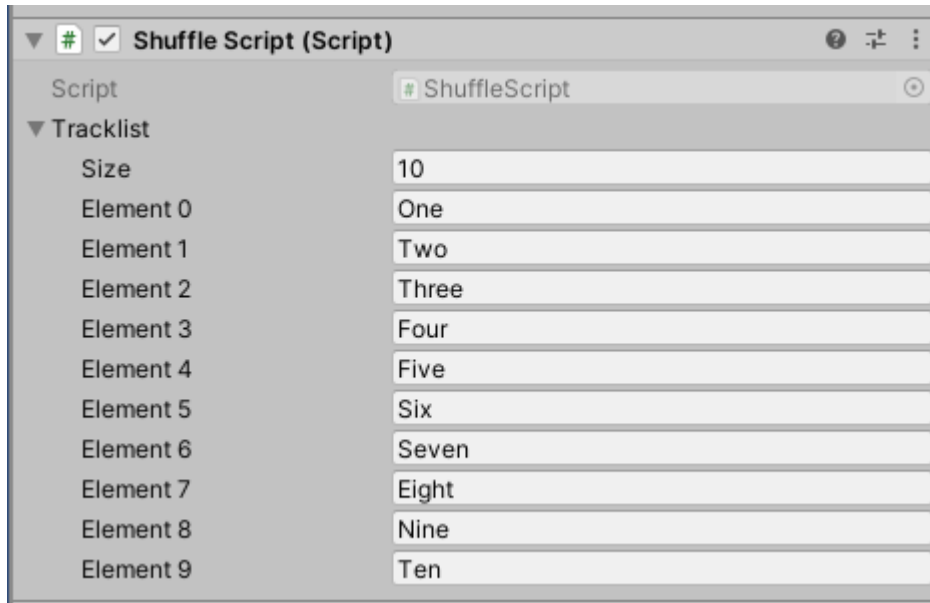 # Shuffle Script (Script)
Script # ShuffleScript
Tracklist
Size 10
Element 0 One
Element 1 Two
Element 2 Three
Element 3 Four
Element 4 Five
Element 5 Six
Element 6 Seven
Element 7 Eight
Element 8 Nine
Element 9 Ten